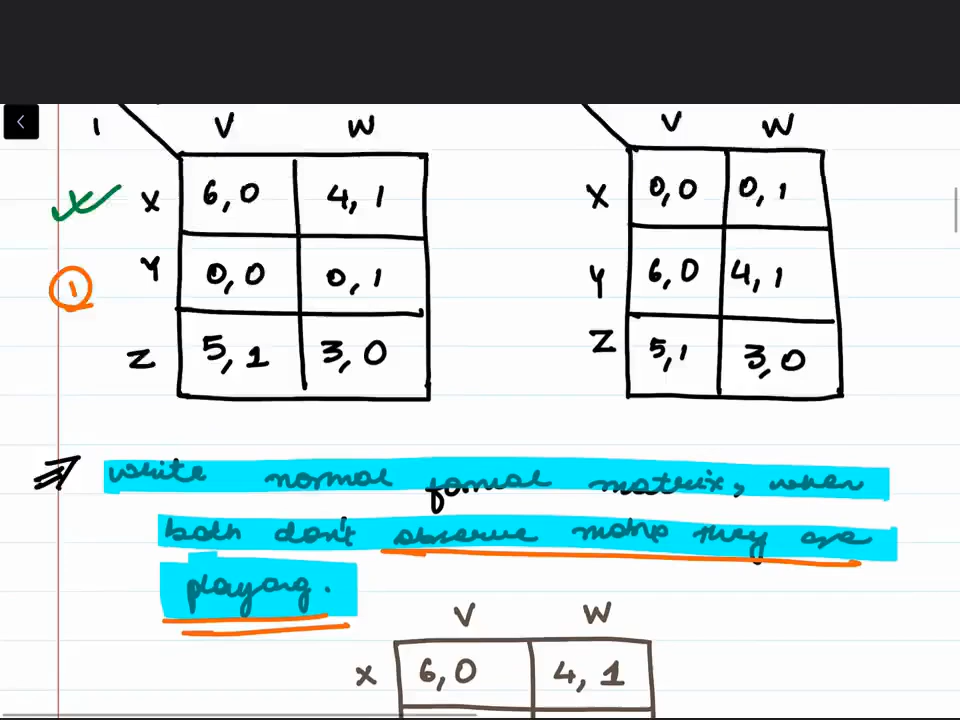 1 V W V W
X 6, 0 4, 1 X 0, 0 0, 1
1 Y 0, 0 0, 1 Y 6, 0 4, 1
Z 5, 1 3, 0 Z 5, 1 3, 0
write normal matrix, when
both don't observe they are
playing.
V W
X 6, 0 4, 1